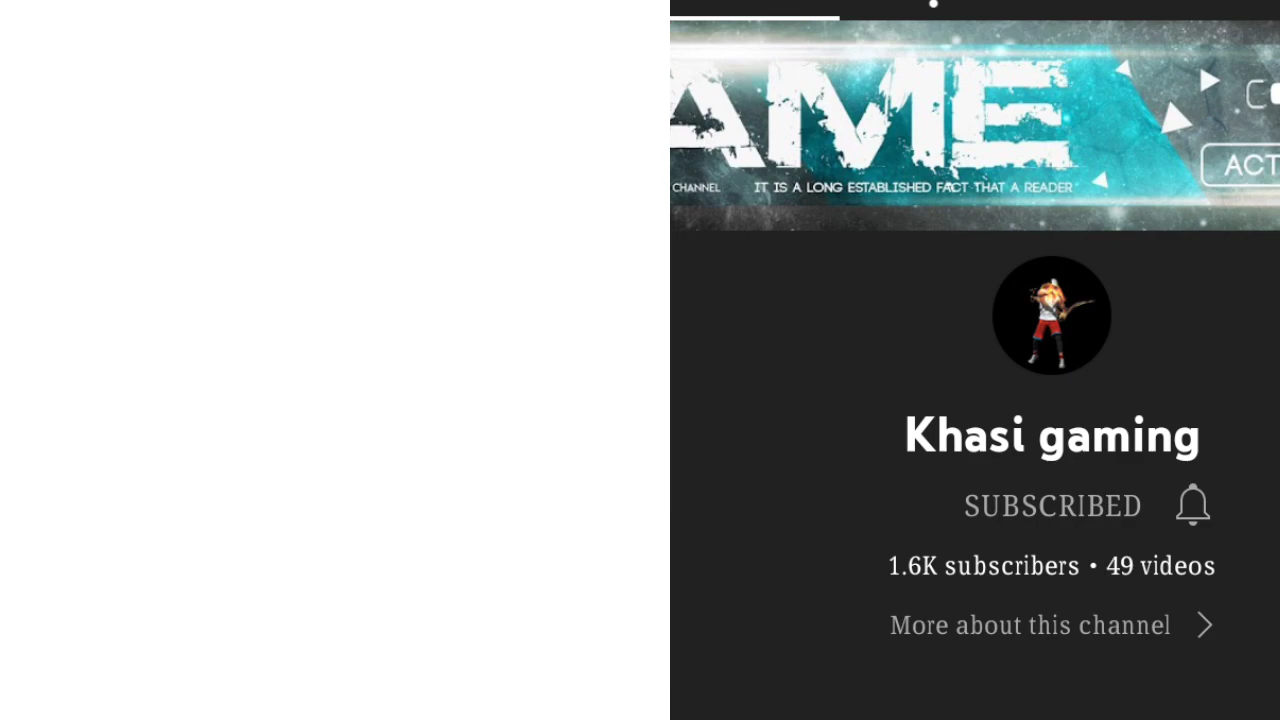 AME
CHANNEL IT IS A LONG ESTABLISHED FACT THAT A READER
ACT
Khasi gaming
SUBSCRIBED
1.6K subscribers • 49 videos
More about this channel